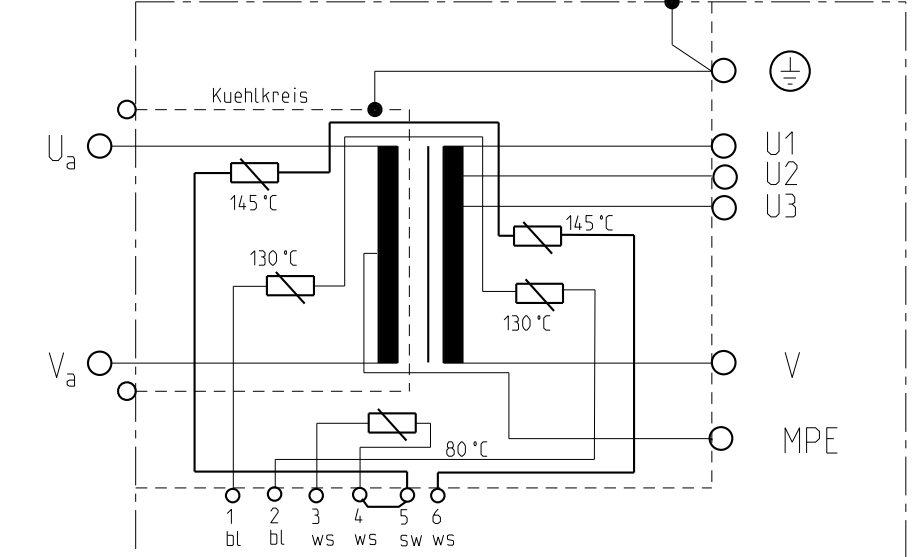 Kuehlkreis
Ua
U1
U2
145°C
U3
145°C
130°C
130°C
Va
V
MPE
80°C
1 2 3 4 5 6
bl bl ws ws sw ws